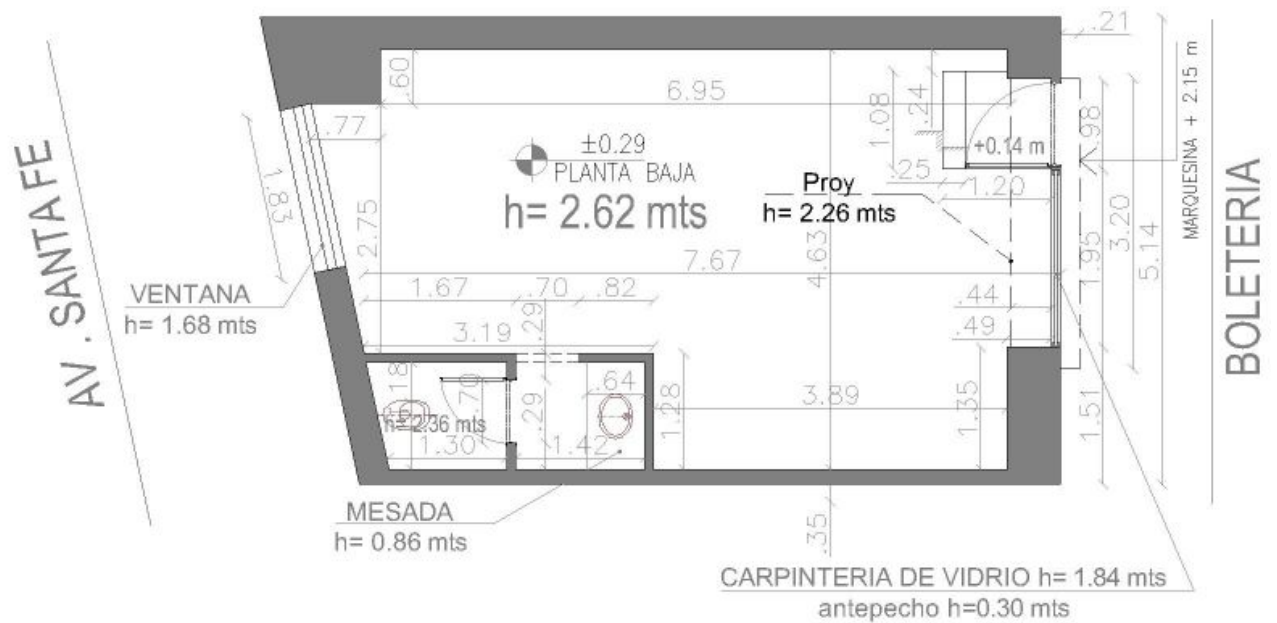 .21
MARQUESINA + 2.15 m
.60
6.95
1.08
.24
.98
.77
±0.29
PLANTA BAJA
h= 2.62 mts
+0.14 m
.25
1.20
Proy
h= 2.26 mts
3.20
5.14
1.95
BOLETERIA
AV . SANTA FE
1.83
2.75
7.67
4.63
VENTANA
h= 1.68 mts
1.67
.70
.82
.44
.29
3.19
.49
.18
.70
.64
h= 2.36 mts
.29
1.28
3.89
1.35
1.51
1.30
1.42
MESADA
h= 0.86 mts
.35
CARPINTERIA DE VIDRIO h= 1.84 mts
antepecho h=0.30 mts